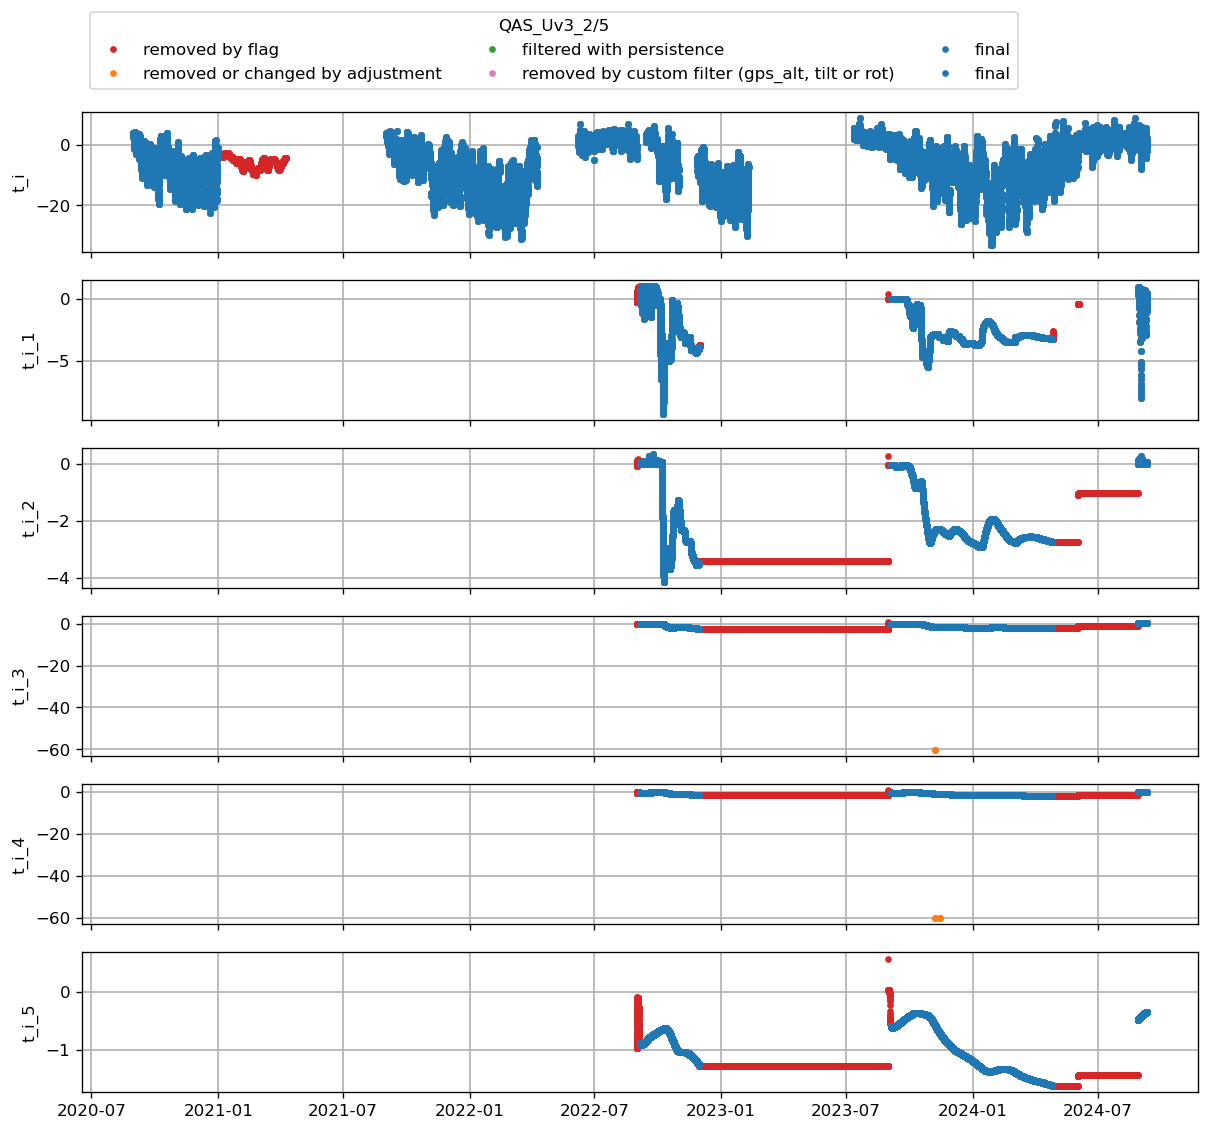 QAS_Uv3_2/5
removed by flag
filtered with persistence
final
removed or changed by adjustment
removed by custom filter (gps_alt, tilt or rot)
final
t_i
0
−20
t_i_1
0
−5
t_i_2
0
−2
−4
t_i_3
0
−20
−40
−60
t_i_4
0
−20
−40
−60
t_i_5
0
−1
2020-07
2021-01
2021-07
2022-01
2022-07
2023-01
2023-07
2024-01
2024-07